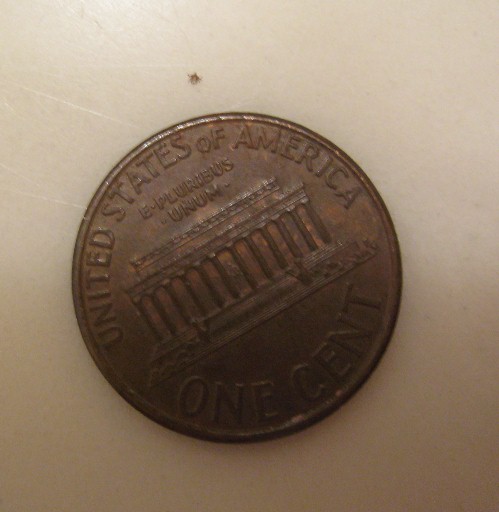 UNITED STATES OF AMERICA
E·PLURIBUS
·UNUM·
ONE CENT